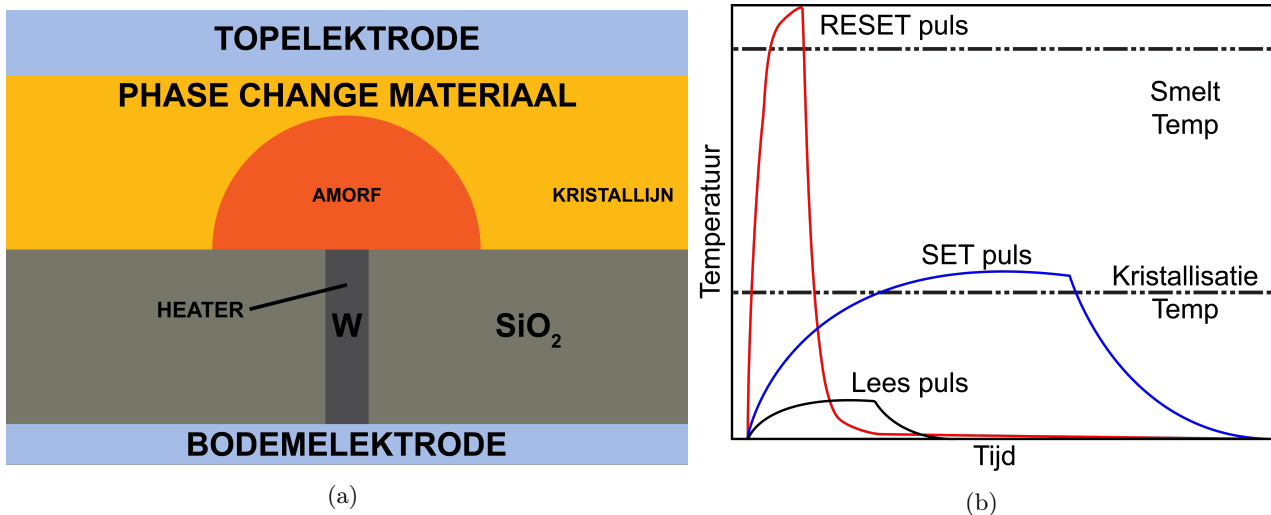 TOPELEKTRODE
PHASE CHANGE MATERIAAL
AMORF
KRISTALLIJN
HEATER
W
SiO₂
BODEMELEKTRODE
(a)
RESET puls
Smelt
Temp
SET puls
Kristallisatie
Temp
Lees puls
Temperatuur
Tijd
(b)